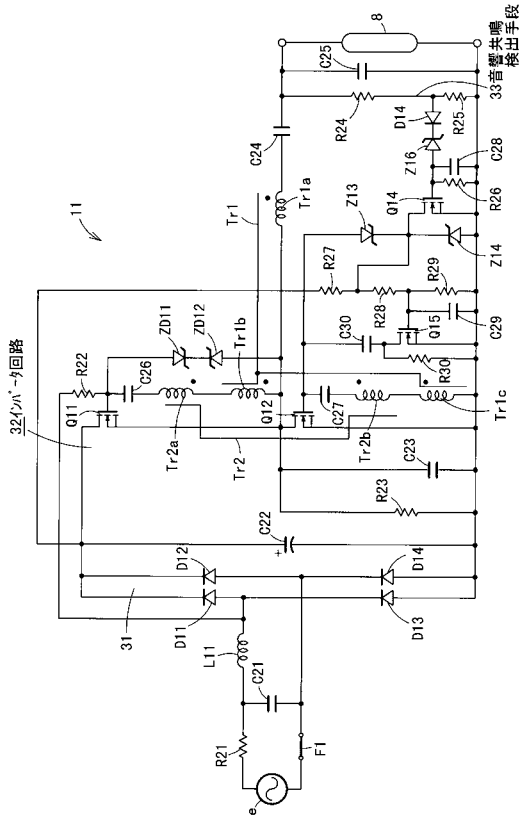 11
32インバータ回路
31
R22
Q11
C26
ZD11
ZD12
Tr1b
Tr1
Tr2a
Tr2
Tr1a
C24
C25
8
R24
33
音響共鳴
検出手段
D14
R25
Z16
C28
R26
Q14
Z13
Z14
R27
R28
R29
C29
Q15
C30
R30
Q12
C27
Tr2b
Tr1c
C23
R23
C22
+
D12
D11
D14
D13
L11
C21
R21
F1
e